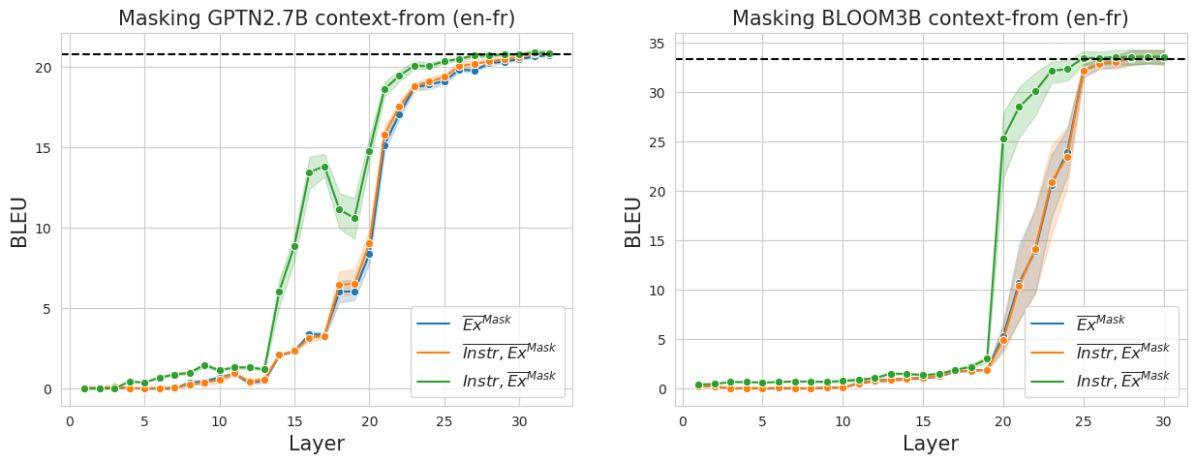 Masking GPTN2.7B context-from (en-fr)
BLEU
20
15
10
5
0
0 5 10 15 20 25 30
Layer
Ex^Mask
Instr, Ex^Mask
Instr, Ex^Mask
Masking BLOOM3B context-from (en-fr)
BLEU
35
30
25
20
15
10
5
0
0 5 10 15 20 25 30
Layer
Ex^Mask
Instr, Ex^Mask
Instr, Ex^Mask